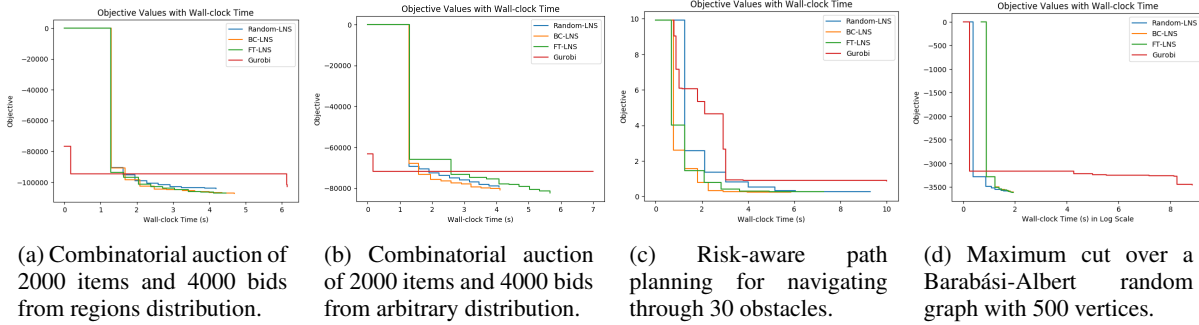 Objective Values with Wall-clock Time
Random-LNS
BC-LNS
FT-LNS
Gurobi
0
−20000
−40000
−60000
−80000
−100000
Objective
0 1 2 3 4 5 6
Wall-clock Time (s)
(a) Combinatorial auction of
2000 items and 4000 bids
from regions distribution.
Objective Values with Wall-clock Time
Random-LNS
BC-LNS
FT-LNS
Gurobi
0
−20000
−40000
−60000
−80000
Objective
0 1 2 3 4 5 6 7
Wall-clock Time (s)
(b) Combinatorial auction
of 2000 items and 4000 bids
from arbitrary distribution.
Objective Values with Wall-clock Time
Random-LNS
BC-LNS
FT-LNS
Gurobi
10
8
6
4
2
0
Objective
0 2 4 6 8 10
Wall-clock Time (s)
(c) Risk-aware path
planning for navigating
through 30 obstacles.
Objective Values with Wall-clock Time
Random-LNS
BC-LNS
FT-LNS
Gurobi
0
−500
−1000
−1500
−2000
−2500
−3000
−3500
Objective
0 2 4 6 8
Wall-clock Time (s) in Log Scale
(d) Maximum cut over a
Barabási-Albert random
graph with 500 vertices.